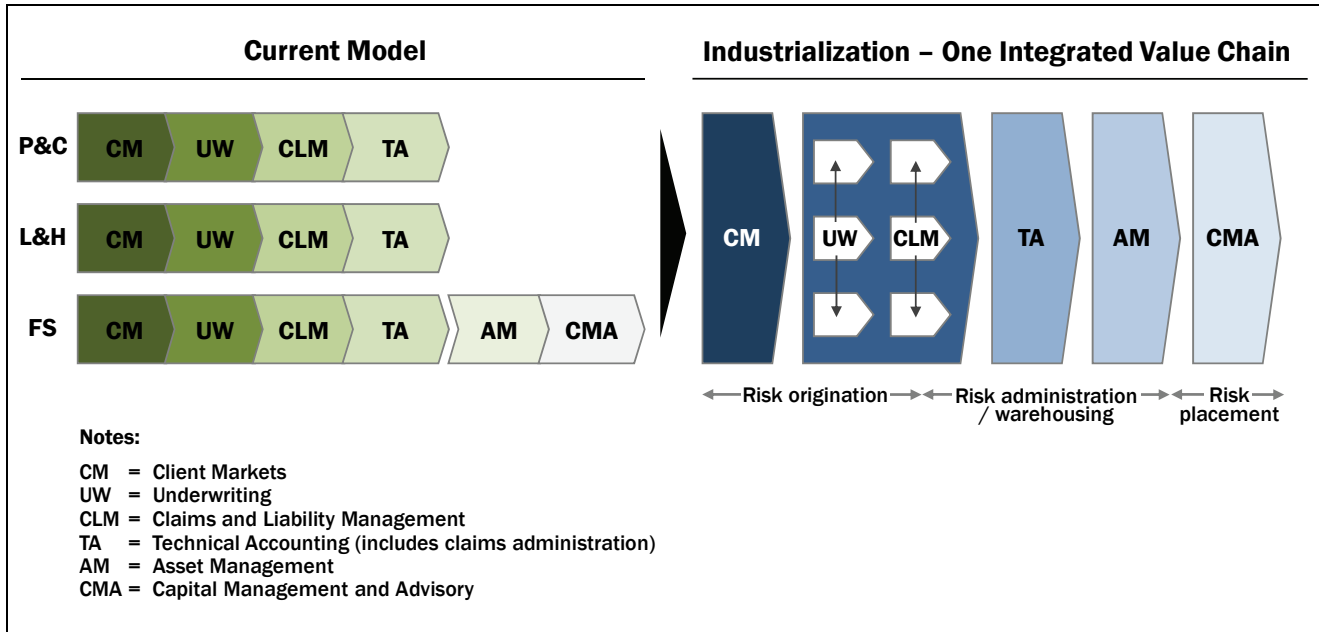 Current Model
Industrialization – One Integrated Value Chain
P&C CM UW CLM TA
L&H CM UW CLM TA
FS CM UW CLM TA AM CMA
CM UW CLM TA AM CMA
Risk origination
Risk administration
/ warehousing
Risk
placement
Notes:
CM = Client Markets
UW = Underwriting
CLM = Claims and Liability Management
TA = Technical Accounting (includes claims administration)
AM = Asset Management
CMA = Capital Management and Advisory